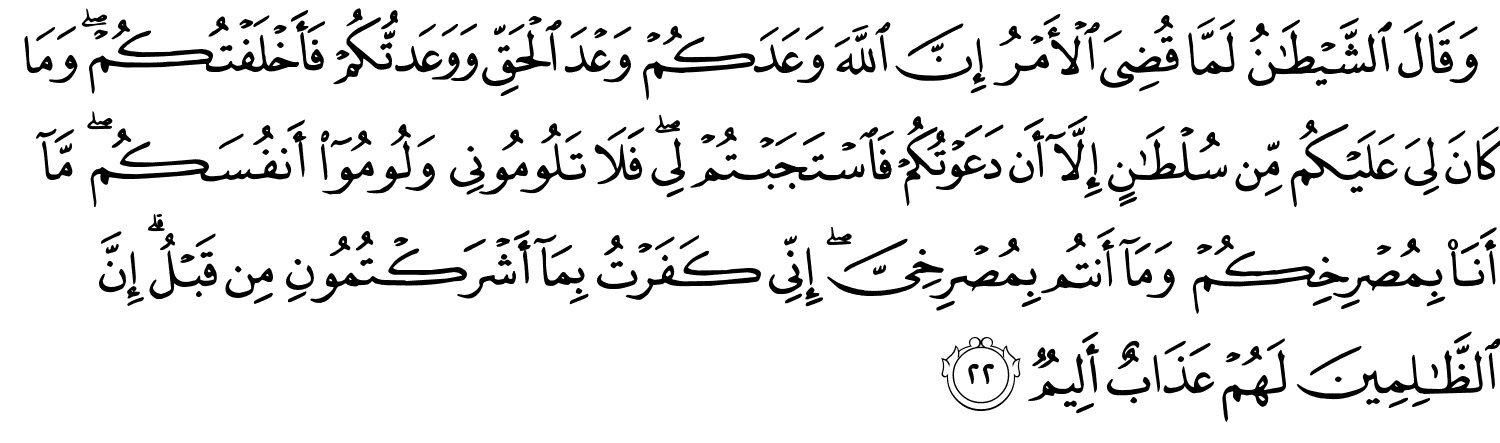 وَقَالَ ٱلشَّيْطَـٰنُ لَمَّا قُضِىَ ٱلْأَمْرُ إِنَّ ٱللَّهَ وَعَدَكُمْ وَعْدَ ٱلْحَقِّ وَوَعَدتُّكُمْ فَأَخْلَفْتُكُمْ ۖ وَمَا
كَانَ لِىَ عَلَيْكُم مِّن سُلْطَـٰنٍ إِلَّآ أَن دَعَوْتُكُمْ فَٱسْتَجَبْتُمْ لِى ۖ فَلَا تَلُومُونِى وَلُومُوٓا۟ أَنفُسَكُم ۖ مَّآ
أَنَا۠ بِمُصْرِخِكُمْ وَمَآ أَنتُم بِمُصْرِخِىَّ ۖ إِنِّى كَفَرْتُ بِمَآ أَشْرَكْتُمُونِ مِن قَبْلُ ۗ إِنَّ
ٱلظَّـٰلِمِينَ لَهُمْ عَذَابٌ أَلِيمٌ ٢٢